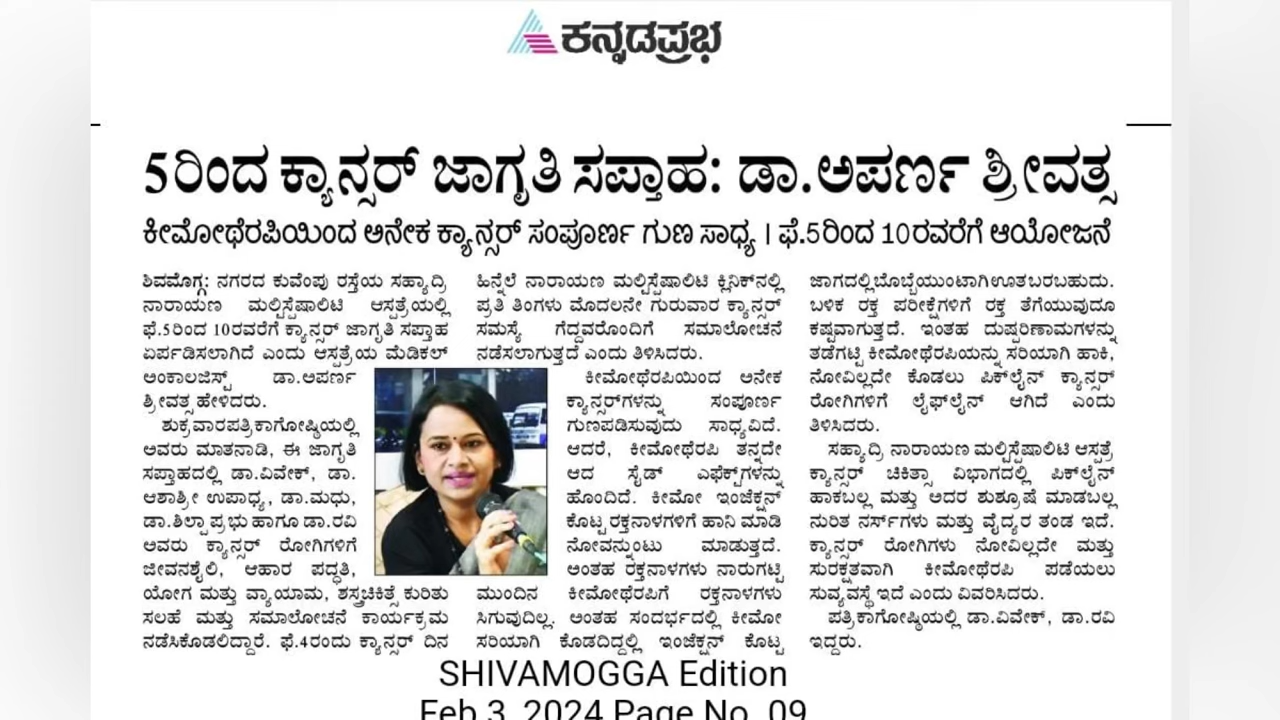 ಕನ್ನಡಪ್ರಭ
5ರಿಂದ ಕ್ಯಾನ್ಸರ್ ಜಾಗೃತಿ ಸಪ್ತಾಹ: ಡಾ.ಅಪರ್ಣ ಶ್ರೀವತ್ಸ
ಕೀಮೋಥೆರಪಿಯಿಂದ ಅನೇಕ ಕ್ಯಾನ್ಸರ್ ಸಂಪೂರ್ಣ ಗುಣ ಸಾಧ್ಯ । ಫೆ.5ರಿಂದ 10ರವರೆಗೆ ಆಯೋಜನೆ
ಶಿವಮೊಗ್ಗ: ನಗರದ ಕುವೆಂಪು ರಸ್ತೆಯ ಸಹ್ಯಾದ್ರಿ
ನಾರಾಯಣ ಮಲ್ಟಿಸ್ಪೆಷಾಲಿಟಿ ಆಸ್ಪತ್ರೆಯಲ್ಲಿ
ಫೆ.5ರಿಂದ 10ರವರೆಗೆ ಕ್ಯಾನ್ಸರ್ ಜಾಗೃತಿ ಸಪ್ತಾಹ
ಏರ್ಪಡಿಸಲಾಗಿದೆ ಎಂದು ಆಸ್ಪತ್ರೆಯ ಮೆಡಿಕಲ್
ಅಂಕಾಲಜಿಸ್ಟ್ ಡಾ.ಅಪರ್ಣ
ಶ್ರೀವತ್ಸ ಹೇಳಿದರು.
ಶುಕ್ರವಾರಪತ್ರಿಕಾಗೋಷ್ಠಿಯಲ್ಲಿ
ಅವರು ಮಾತನಾಡಿ, ಈ ಜಾಗೃತಿ
ಸಪ್ತಾಹದಲ್ಲಿ ಡಾ.ವಿವೇಕ್, ಡಾ.
ಆಶಾಶ್ರೀ ಉಪಾಧ್ಯ, ಡಾ.ಮಧು,
ಡಾ.ಶಿಲ್ಪಾಪ್ರಭು ಹಾಗೂ ಡಾ.ರವಿ
ಅವರು ಕ್ಯಾನ್ಸರ್ ರೋಗಿಗಳಿಗೆ
ಜೀವನಶೈಲಿ, ಆಹಾರ ಪದ್ಧತಿ,
ಯೋಗ ಮತ್ತು ವ್ಯಾಯಾಮ, ಶಸ್ತ್ರಚಿಕಿತ್ಸೆ ಕುರಿತು
ಸಲಹೆ ಮತ್ತು ಸಮಾಲೋಚನೆ ಕಾರ್ಯಕ್ರಮ
ನಡೆಸಿಕೊಡಲಿದ್ದಾರೆ. ಫೆ.4ರಂದು ಕ್ಯಾನ್ಸರ್ ದಿನ
ಹಿನ್ನೆಲೆ ನಾರಾಯಣ ಮಲ್ಟಿಸ್ಪೆಷಾಲಿಟಿ ಕ್ಲಿನಿಕ್‌ನಲ್ಲಿ
ಪ್ರತಿ ತಿಂಗಳು ಮೊದಲನೇ ಗುರುವಾರ ಕ್ಯಾನ್ಸರ್
ಸಮಸ್ಯೆ ಗೆದ್ದವರೊಂದಿಗೆ ಸಮಾಲೋಚನೆ
ನಡೆಸಲಾಗುತ್ತದೆ ಎಂದು ತಿಳಿಸಿದರು.
ಕೀಮೋಥೆರಪಿಯಿಂದ ಅನೇಕ
ಕ್ಯಾನ್ಸರ್‌ಗಳನ್ನು ಸಂಪೂರ್ಣ
ಗುಣಪಡಿಸುವುದು ಸಾಧ್ಯವಿದೆ.
ಆದರೆ, ಕೀಮೋಥೆರಪಿ ತನ್ನದೇ
ಆದ ಸೈಡ್ ಎಫೆಕ್ಟ್‌ಗಳನ್ನು
ಹೊಂದಿದೆ. ಕೀಮೋ ಇಂಜೆಕ್ಷನ್
ಕೊಟ್ಟ ರಕ್ತನಾಳಗಳಿಗೆ ಹಾನಿ ಮಾಡಿ
ನೋವನ್ನುಂಟು ಮಾಡುತ್ತದೆ.
ಅಂತಹ ರಕ್ತನಾಳಗಳು ನಾರುಗಟ್ಟಿ
ಮುಂದಿನ ಕೀಮೋಥೆರಪಿಗೆ ರಕ್ತನಾಳಗಳು
ಸಿಗುವುದಿಲ್ಲ. ಅಂತಹ ಸಂದರ್ಭದಲ್ಲಿ ಕೀಮೋ
ಸರಿಯಾಗಿ ಕೊಡದಿದ್ದಲ್ಲಿ ಇಂಜೆಕ್ಷನ್ ಕೊಟ್ಟ
ಜಾಗದಲ್ಲಿಬೊಬ್ಬೆಯುಂಟಾಗಿಊತಬರಬಹುದು.
ಬಳಿಕ ರಕ್ತ ಪರೀಕ್ಷೆಗಳಿಗೆ ರಕ್ತ ತೆಗೆಯುವುದೂ
ಕಷ್ಟವಾಗುತ್ತದೆ. ಇಂತಹ ದುಷ್ಪರಿಣಾಮಗಳನ್ನು
ತಡೆಗಟ್ಟಿ ಕೀಮೋಥೆರಪಿಯನ್ನು ಸರಿಯಾಗಿ ಹಾಕಿ,
ನೋವಿಲ್ಲದೇ ಕೊಡಲು ಪಿಕ್‌ಲೈನ್ ಕ್ಯಾನ್ಸರ್
ರೋಗಿಗಳಿಗೆ ಲೈಫ್‌ಲೈನ್ ಆಗಿದೆ ಎಂದು
ತಿಳಿಸಿದರು.
ಸಹ್ಯಾದ್ರಿ ನಾರಾಯಣ ಮಲ್ಟಿಸ್ಪೆಷಾಲಿಟಿ ಆಸ್ಪತ್ರೆ
ಕ್ಯಾನ್ಸರ್ ಚಿಕಿತ್ಸಾ ವಿಭಾಗದಲ್ಲಿ ಪಿಕ್‌ಲೈನ್
ಹಾಕಬಲ್ಲ ಮತ್ತು ಅದರ ಶುಶ್ರೂಷೆ ಮಾಡಬಲ್ಲ
ನುರಿತ ನರ್ಸ್‌ಗಳು ಮತ್ತು ವೈದ್ಯರ ತಂಡ ಇದೆ.
ಕ್ಯಾನ್ಸರ್ ರೋಗಿಗಳು ನೋವಿಲ್ಲದೇ ಮತ್ತು
ಸುರಕ್ಷತವಾಗಿ ಕೀಮೋಥೆರಪಿ ಪಡೆಯಲು
ಸುವ್ಯವಸ್ಥೆ ಇದೆ ಎಂದು ವಿವರಿಸಿದರು.
ಪತ್ರಿಕಾಗೋಷ್ಠಿಯಲ್ಲಿ ಡಾ.ವಿವೇಕ್, ಡಾ.ರವಿ
ಇದ್ದರು.
SHIVAMOGGA Edition
Feb 3, 2024 Page No. 09